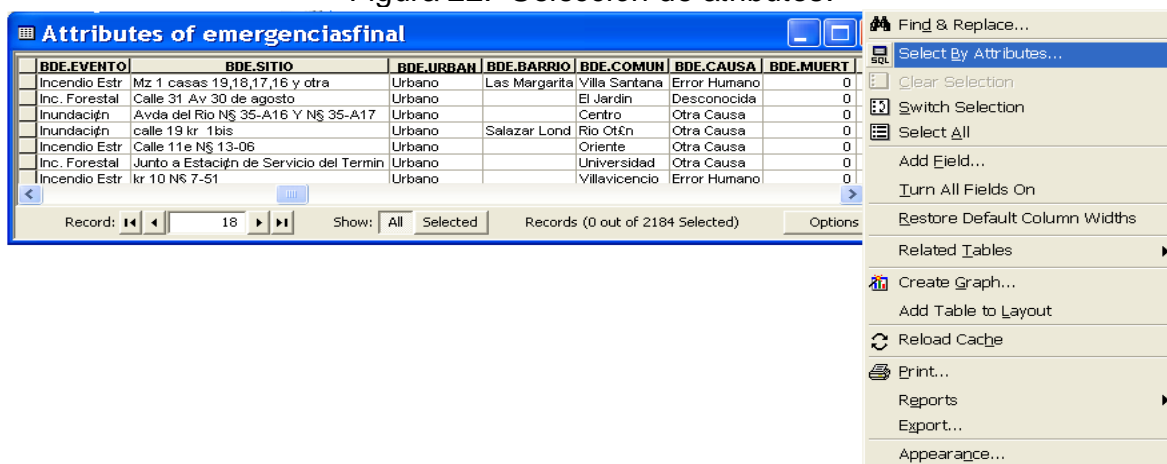 Figura 22. Selección de atributos.
Attributes of emergenciasfinal
BDE.EVENTO BDE.SITIO BDE.URBAN BDE.BARRIO BDE.COMUN BDE.CAUSA BDE.MUERT
Incendio Estr Mz 1 casas 19,18,17,16 y otra Urbano Las Margarita Villa Santana Error Humano 0
Inc. Forestal Calle 31 Av 30 de agosto Urbano El Jardin Desconocida 0
Inundaci¢n Avda del Rio N§ 35-A16 Y N§ 35-A17 Urbano Centro Otra Causa 0
Inundaci¢n calle 19 kr 1bis Urbano Salazar Lond Rio Ot£n Otra Causa 0
Incendio Estr Calle 11e N§ 13-06 Urbano Oriente Otra Causa 0
Inc. Forestal Junto a Estaci¢n de Servicio del Termin Urbano Universidad Otra Causa 0
Incendio Estr kr 10 N§ 7-51 Urbano Villavicencio Error Humano 0
Record: 18 Show: All Selected Records (0 out of 2184 Selected) Options
Find & Replace...
SQL Select By Attributes...
Clear Selection
Switch Selection
Select All
Add Field...
Turn All Fields On
Restore Default Column Widths
Related Tables
Create Graph...
Add Table to Layout
Reload Cache
Print...
Reports
Export...
Appearance...